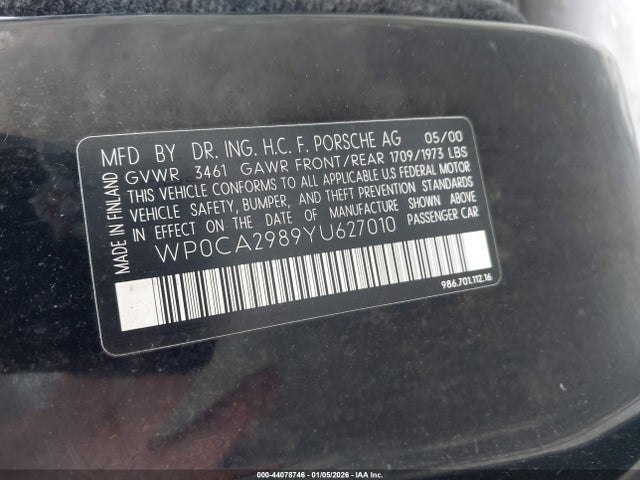 MFD BY DR. ING. H.C. F. PORSCHE AG 05/00
GVWR 3461 GAWR FRONT/REAR 1709/1973 LBS
THIS VEHICLE CONFORMS TO ALL APPLICABLE US FEDERAL MOTOR
VEHICLE SAFETY, BUMPER, AND THEFT PREVENTION STANDARDS
IN EFFECT ON THE DATE OF MANUFACTURE SHOWN ABOVE
WP0CA2989YU627010 PASSENGER CAR
MADE IN FINLAND
986.701.112.16
000-44078746 - 01/05/2026 - IAA Inc.